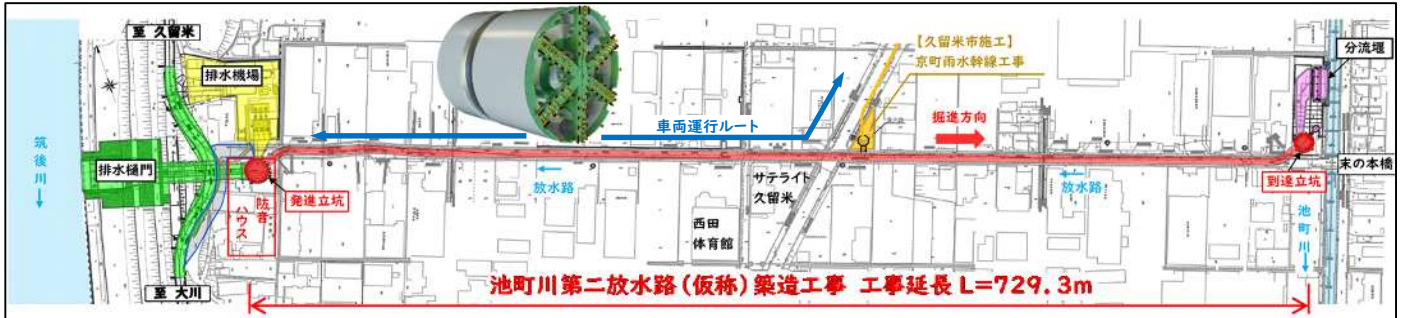 至 久留米
排水機場
筑後川
排水樋門
発進立坑
防音
ハウス
至 大川
車両運行ルート
放水路
サテライト
久留米
西田
体育館
【久留米市施工】
京町雨水幹線工事
掘進方向
放水路
分流堰
末の本橋
到達立坑
池町川
池町川第二放水路(仮称)築造工事 工事延長 L=729.3m